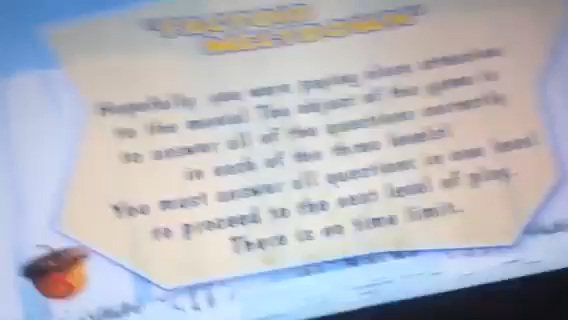 MELTDOWN
Hopefully you were paying close attention
to the movie! The object of the game is
to answer all of the questions correctly
in each of the three levels!
You must answer all questions in one level
to proceed to the next level of play.
There is no time limit.